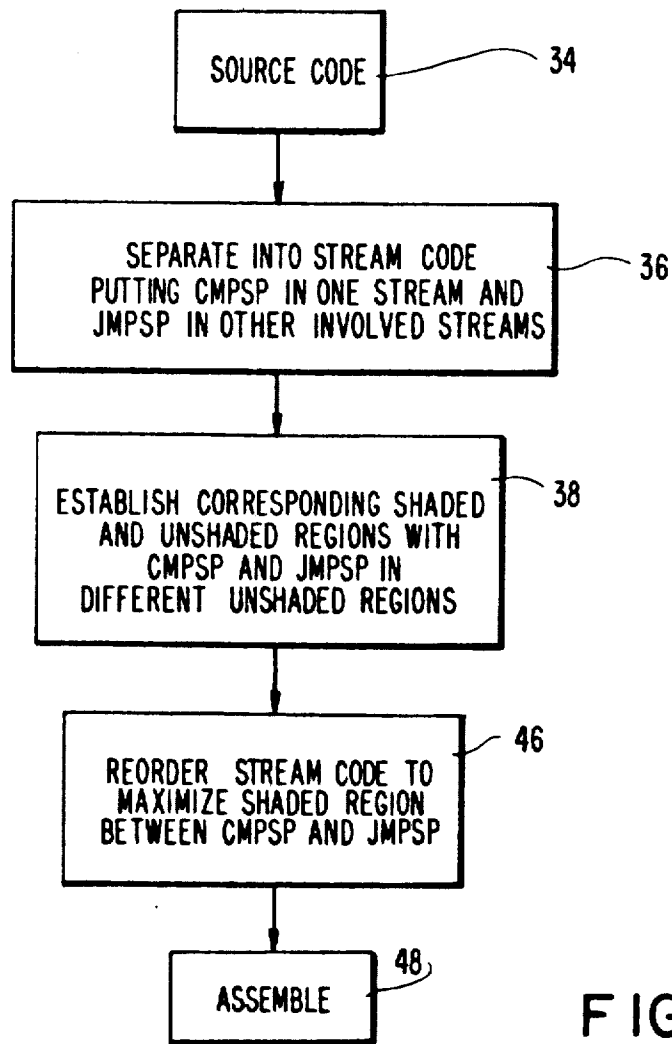 SOURCE CODE
34
SEPARATE INTO STREAM CODE
PUTTING CMPSP IN ONE STREAM AND
JMPSP IN OTHER INVOLVED STREAMS
36
ESTABLISH CORRESPONDING SHADED
AND UNSHADED REGIONS WITH
CMPSP AND JMPSP IN
DIFFERENT UNSHADED REGIONS
38
REORDER STREAM CODE TO
MAXIMIZE SHADED REGION
BETWEEN CMPSP AND JMPSP
46
ASSEMBLE
48
FIG